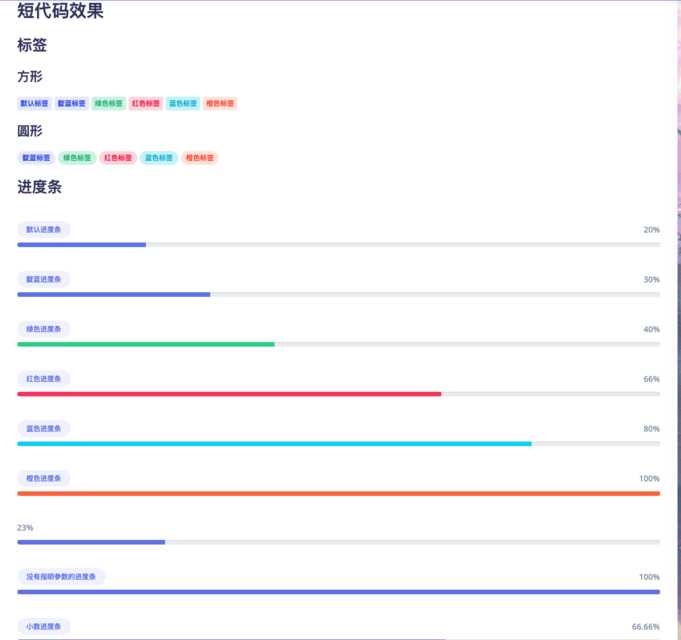 短代码效果
标签
方形
默认标签 靛蓝标签 绿色标签 红色标签 蓝色标签 橙色标签
圆形
靛蓝标签 绿色标签 红色标签 蓝色标签 橙色标签
进度条
默认进度条 20%
靛蓝进度条 30%
绿色进度条 40%
红色进度条 66%
蓝色进度条 80%
橙色进度条 100%
23%
没有指明参数的进度条 100%
小数进度条 66.66%